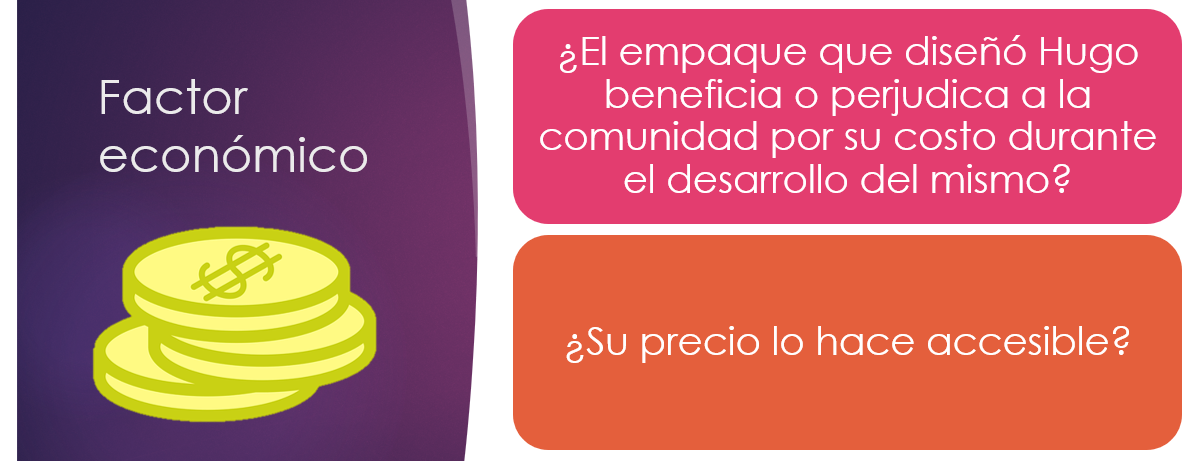 Factor
económico
$
¿El empaque que diseñó Hugo
beneficia o perjudica a la
comunidad por su costo durante
el desarrollo del mismo?
¿Su precio lo hace accesible?